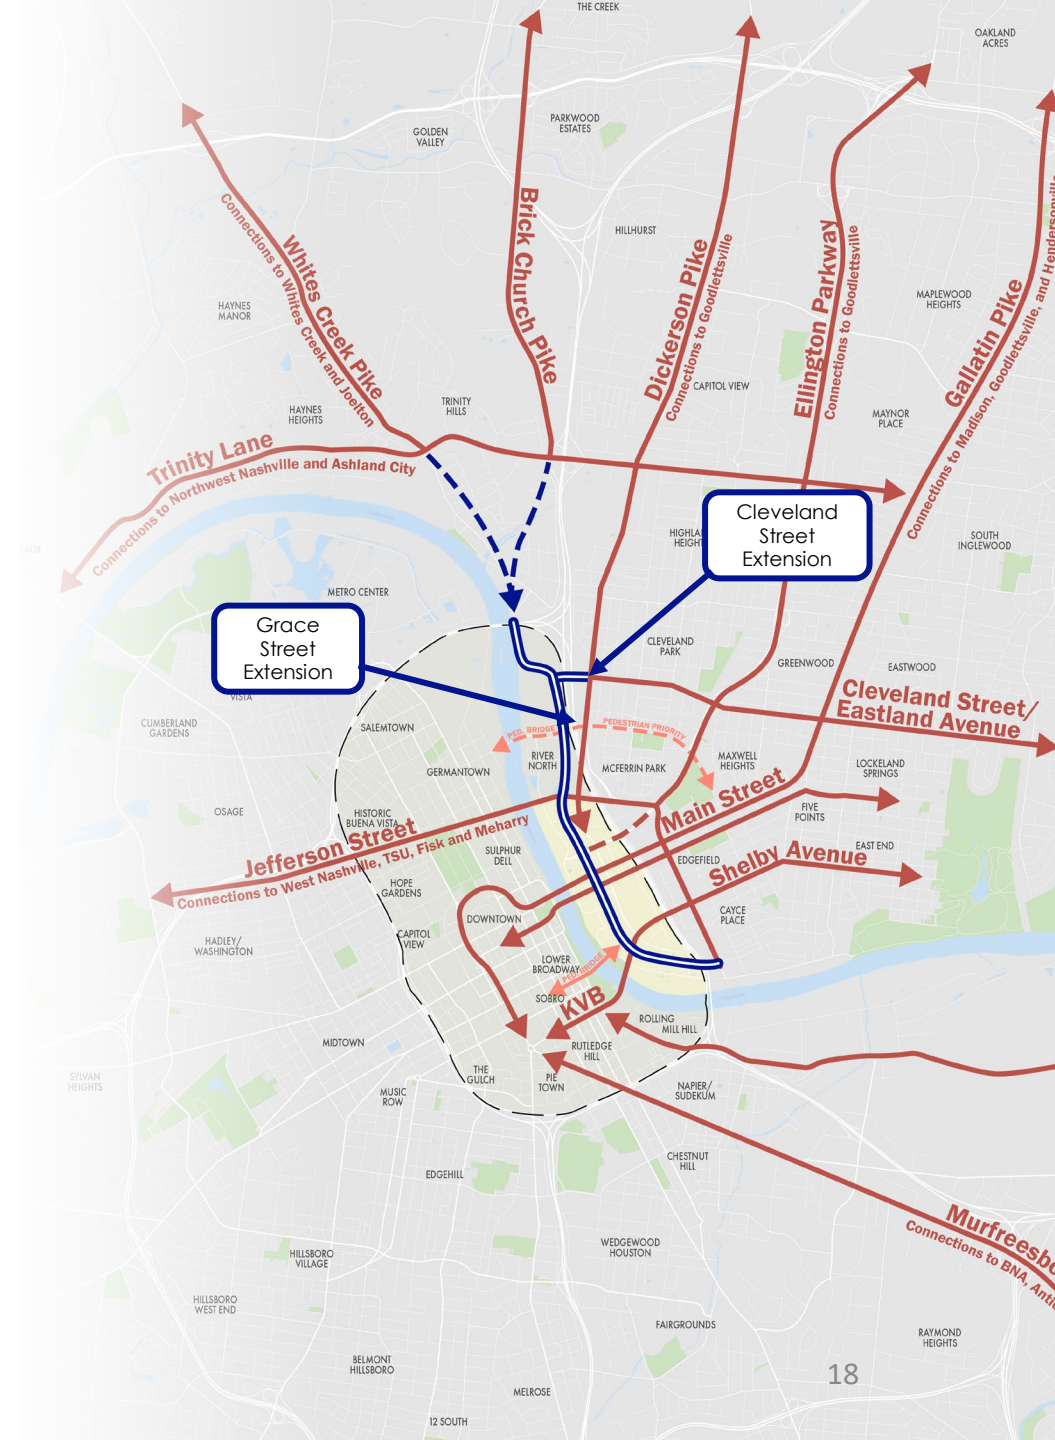 THE CREEK
OAKLAND
ACRES
PARKWOOD
ESTATES
GOLDEN
VALLEY
Brick Church Pike
HILLHURST
Whites Creek Pike
Connections to Whites Creek and Joelton
Dickerson Pike
Connections to Goodlettsville
Ellington Parkway
Connections to Goodlettsville
Gallatin Pike
Connections to Madison, Goodlettsville, and Hendersonville
HAYNES
MANOR
MAPLEWOOD
HEIGHTS
CAPITOL VIEW
HAYNES
HEIGHTS
TRINITY
HILLS
MAYNOR
PLACE
Trinity Lane
Connections to Northwest Nashville and Ashland City
Cleveland
Street
Extension
SOUTH
INGLEWOOD
METRO CENTER
Grace
Street
Extension
VISTA
CLEVELAND
PARK
GREENWOOD
EASTWOOD
Cleveland Street/
Eastland Avenue
CUMBERLAND
GARDENS
SALEMTOWN
PED. BRIDGE
PEDESTRIAN PRIORITY
RIVER
NORTH
GERMANTOWN
MCFERRIN PARK
MAXWELL
HEIGHTS
LOCKELAND
SPRINGS
OSAGE
HISTORIC
BUENA VISTA
Main Street
FIVE
POINTS
Jefferson Street
Connections to West Nashville, TSU, Fisk and Meharry
SULPHUR
DELL
EDGEFIELD
EAST END
Shelby Avenue
HOPE
GARDENS
DOWNTOWN
CAYCE
PLACE
CAPITOL
VIEW
HADLEY/
WASHINGTON
LOWER
BROADWAY
PED. BRIDGE
SOBRO
KVB
ROLLING
MILL HILL
RUTLEDGE
HILL
MIDTOWN
SYLVAN
HEIGHTS
THE
GULCH
PIE
TOWN
MUSIC
ROW
NAPIER/
SUDEKUM
EDGEHILL
CHESTNUT
HILL
Murfreesbo
Connections to BNA, Anti
WEDGEWOOD
HOUSTON
HILLSBORO
VILLAGE
HILLSBORO
WEST END
FAIRGROUNDS
RAYMOND
HEIGHTS
BELMONT
HILLSBORO
18
MELROSE
12 SOUTH